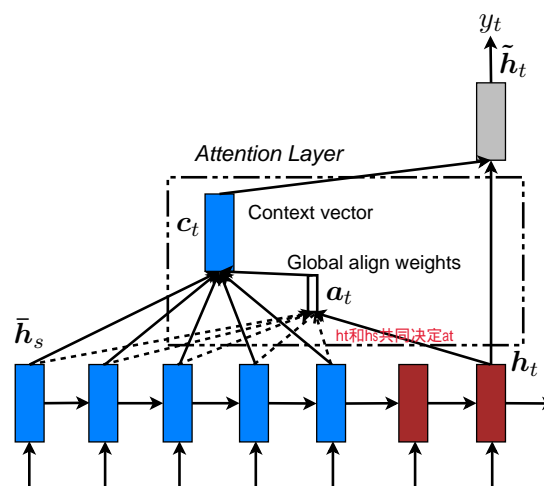 y_t
h̃_t
Attention Layer
c_t
Context vector
Global align weights
a_t
h̄_s
ht和hs共同决定at
h_t